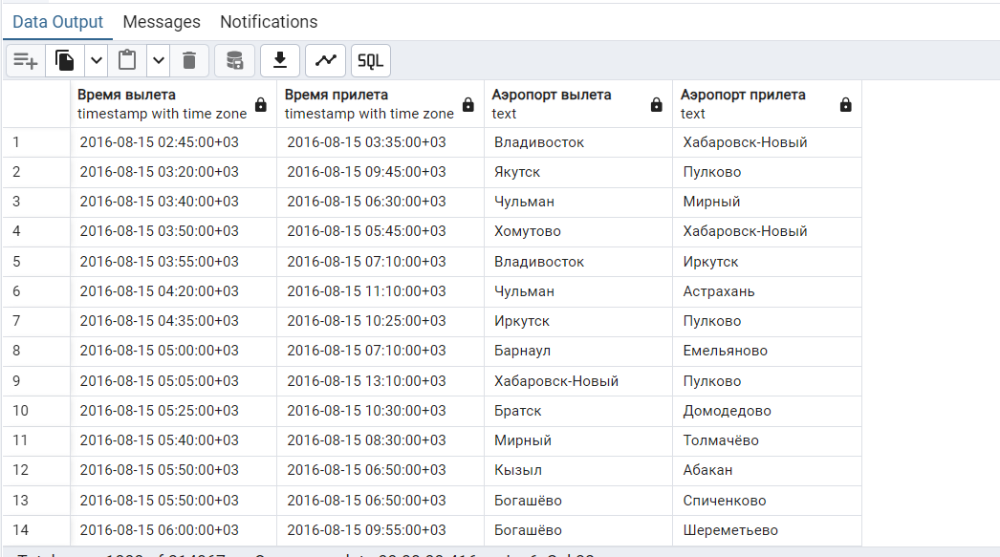 Data Output Messages Notifications
SQL
Время вылета Время прилета Аэропорт вылета Аэропорт прилета
timestamp with time zone timestamp with time zone text text
1 2016-08-15 02:45:00+03 2016-08-15 03:35:00+03 Владивосток Хабаровск-Новый
2 2016-08-15 03:20:00+03 2016-08-15 09:45:00+03 Якутск Пулково
3 2016-08-15 03:40:00+03 2016-08-15 06:30:00+03 Чульман Мирный
4 2016-08-15 03:50:00+03 2016-08-15 05:45:00+03 Хомутово Хабаровск-Новый
5 2016-08-15 03:55:00+03 2016-08-15 07:10:00+03 Владивосток Иркутск
6 2016-08-15 04:20:00+03 2016-08-15 11:10:00+03 Чульман Астрахань
7 2016-08-15 04:35:00+03 2016-08-15 10:25:00+03 Иркутск Пулково
8 2016-08-15 05:00:00+03 2016-08-15 07:10:00+03 Барнаул Емельяново
9 2016-08-15 05:05:00+03 2016-08-15 13:10:00+03 Хабаровск-Новый Пулково
10 2016-08-15 05:25:00+03 2016-08-15 10:30:00+03 Братск Домодедово
11 2016-08-15 05:40:00+03 2016-08-15 08:30:00+03 Мирный Толмачёво
12 2016-08-15 05:50:00+03 2016-08-15 06:50:00+03 Кызыл Абакан
13 2016-08-15 05:50:00+03 2016-08-15 06:50:00+03 Богашёво Спиченково
14 2016-08-15 06:00:00+03 2016-08-15 09:55:00+03 Богашёво Шереметьево